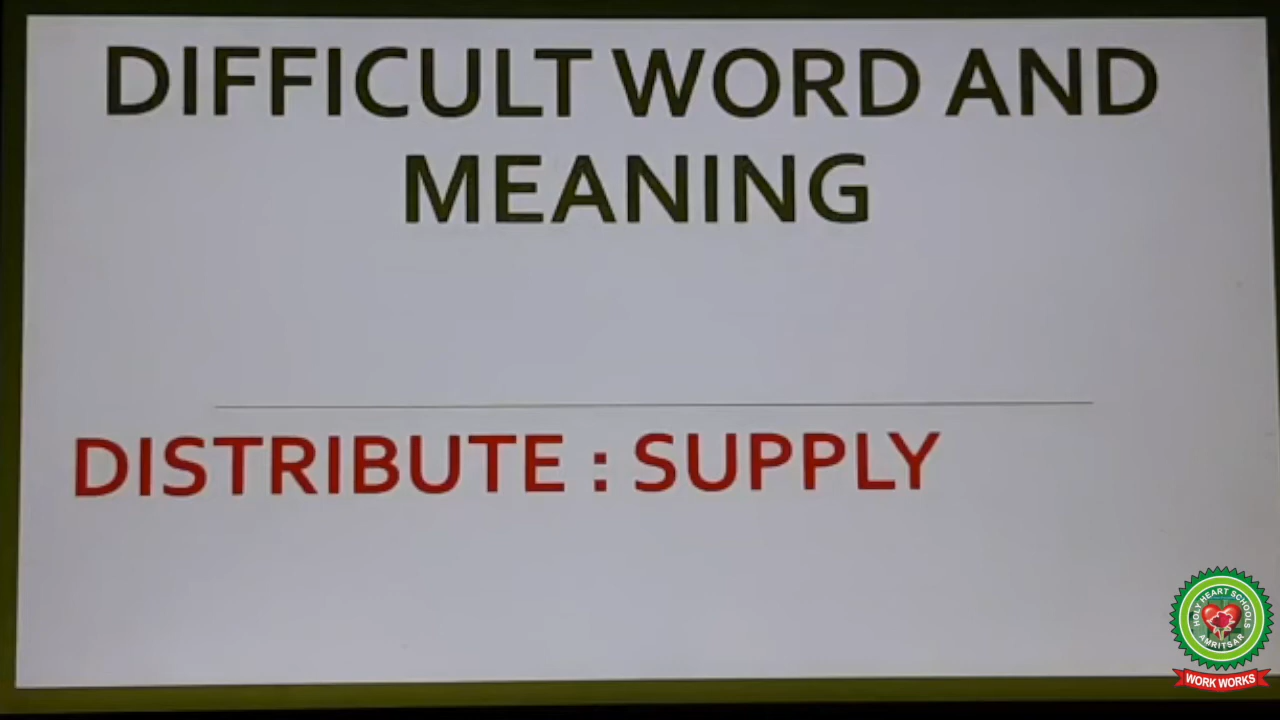 DIFFICULT WORD AND
MEANING
DISTRIBUTE : SUPPLY
HOLY HEART SCHOOLS
AMRITSAR
WORK WORKS